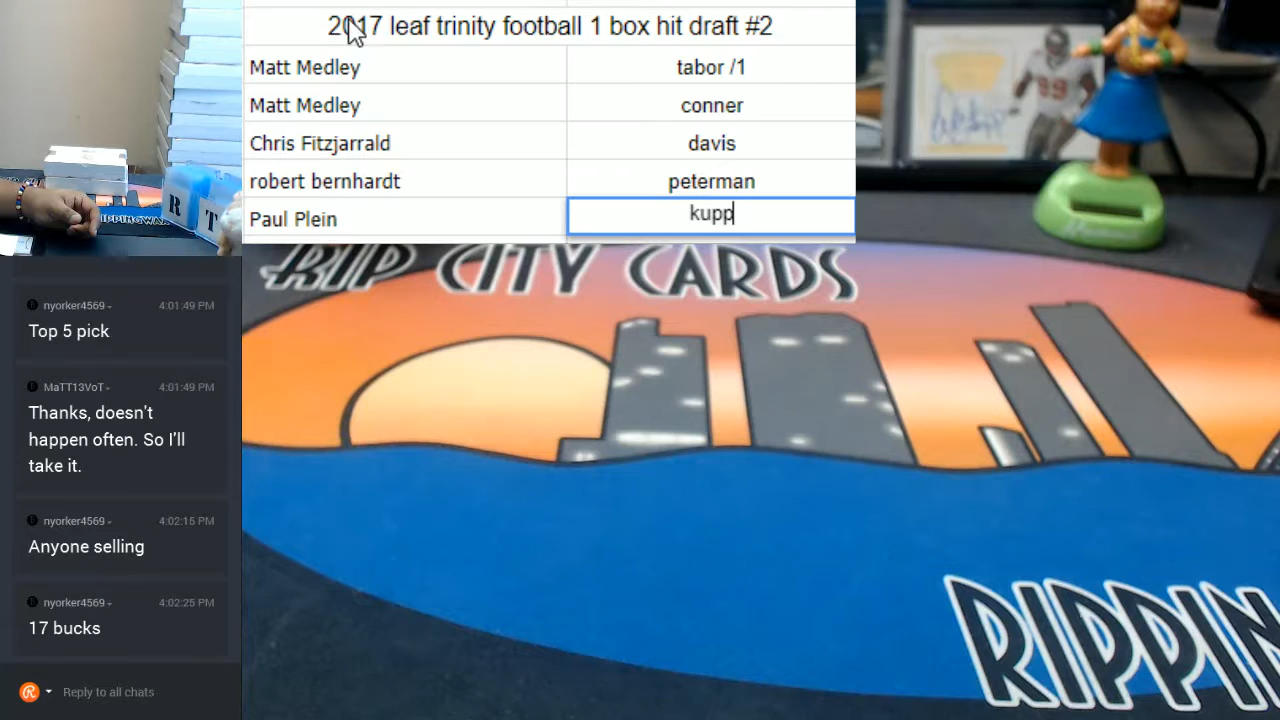 2017 leaf trinity football 1 box hit draft #2
Matt Medley tabor /1
Matt Medley conner
Chris Fitzjarrald davis
robert bernhardt peterman
Paul Plein kupp
R
T
RIP CITY CARDS
nyorker4569 4:01:49 PM
Top 5 pick
MaTT13VoT 4:01:49 PM
Thanks, doesn't
happen often. So I'll
take it.
nyorker4569 4:02:15 PM
Anyone selling
nyorker4569 4:02:25 PM
17 bucks
Reply to all chats
RIPPIN